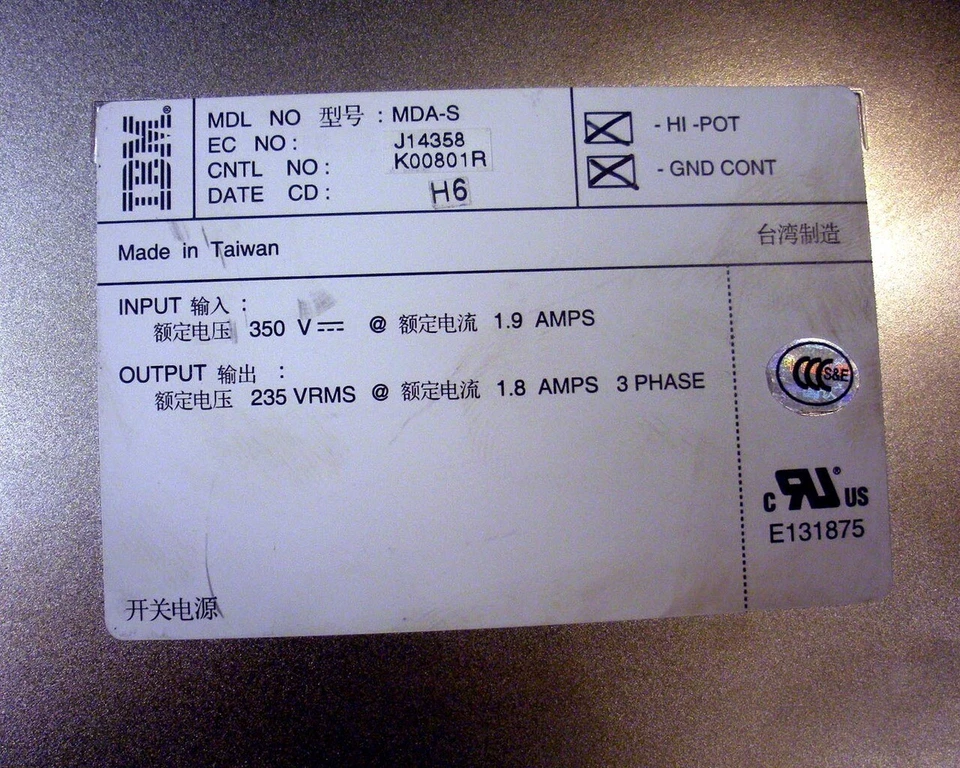 IBM®
MDL NO 型号 : MDA-S
EC NO : J14358
CNTL NO : K00801R
DATE CD : H6
- HI -POT
- GND CONT
Made in Taiwan
台湾制造
INPUT 输入 :
额定电压 350 V @ 额定电流 1.9 AMPS
OUTPUT 输出 :
额定电压 235 VRMS @ 额定电流 1.8 AMPS 3 PHASE
CCC S&E
c RU® US
E131875
开关电源